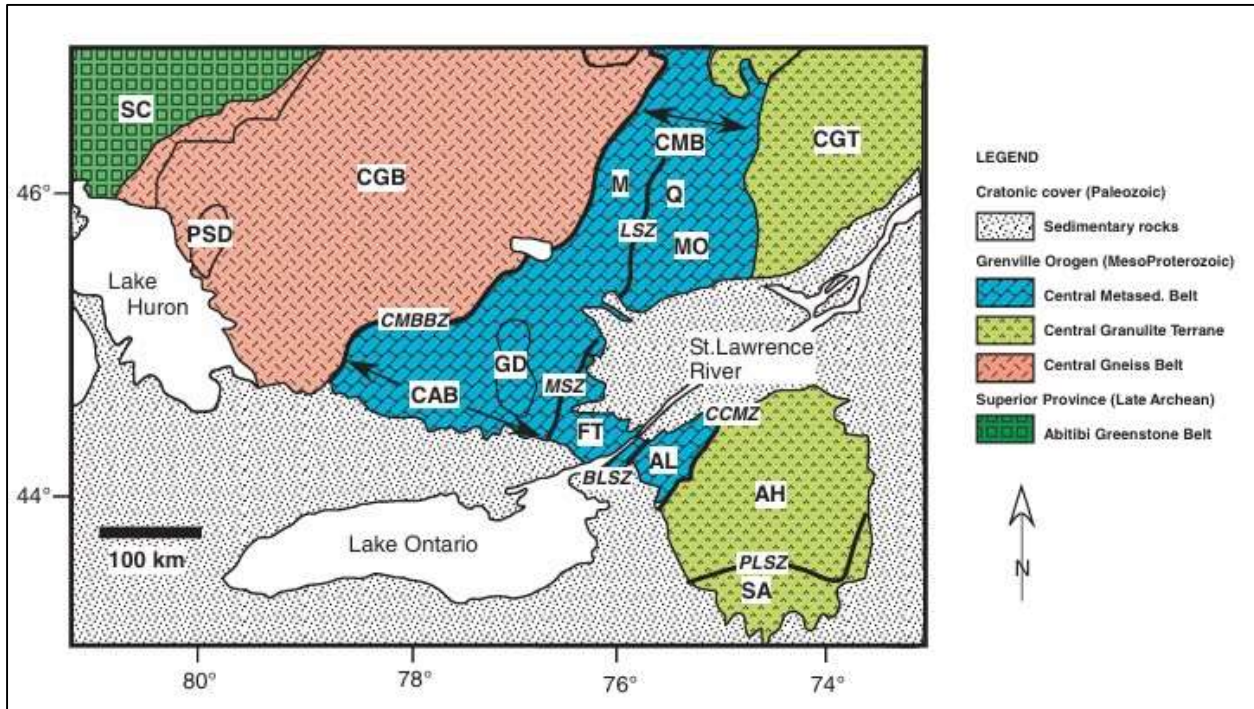 SC
CGB
CMB
CGT
M
Q
46°
PSD
LSZ
MO
Lake
Huron
CMBBZ
St.Lawrence
River
GD
MSZ
CAB
CCMZ
FT
AL
BLSZ
44°
AH
100 km
Lake Ontario
PLSZ
SA
80°
78°
76°
74°
LEGEND
Cratonic cover (Paleozoic)
Sedimentary rocks
Grenville Orogen (MesoProterozoic)
Central Metased. Belt
Central Granulite Terrane
Central Gneiss Belt
Superior Province (Late Archean)
Abitibi Greenstone Belt
N